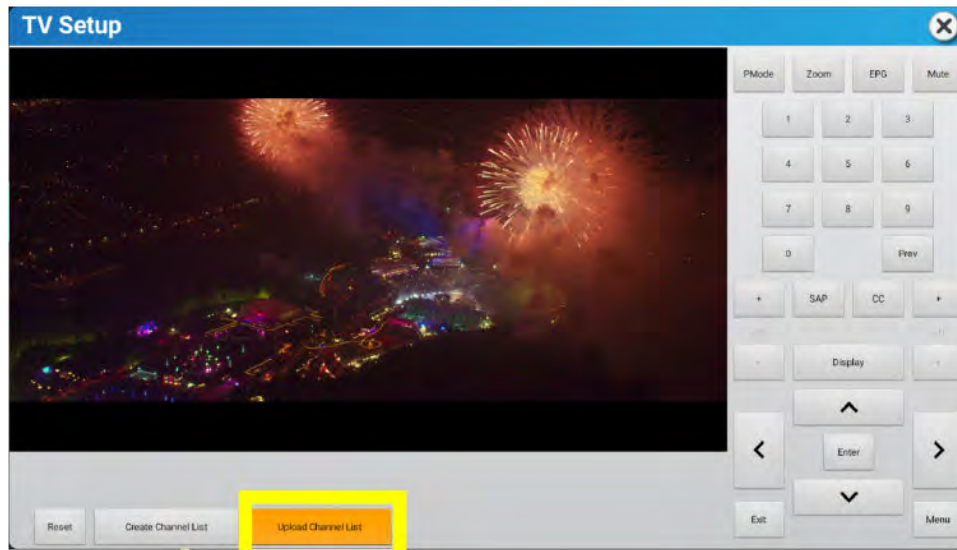 TV Setup
PMode Zoom EPG Mute
1 2 3
4 5 6
7 8 9
0 Prev
+ SAP CC +
- Display -
Enter
Reset Create Channel List Upload Channel List Exit Menu